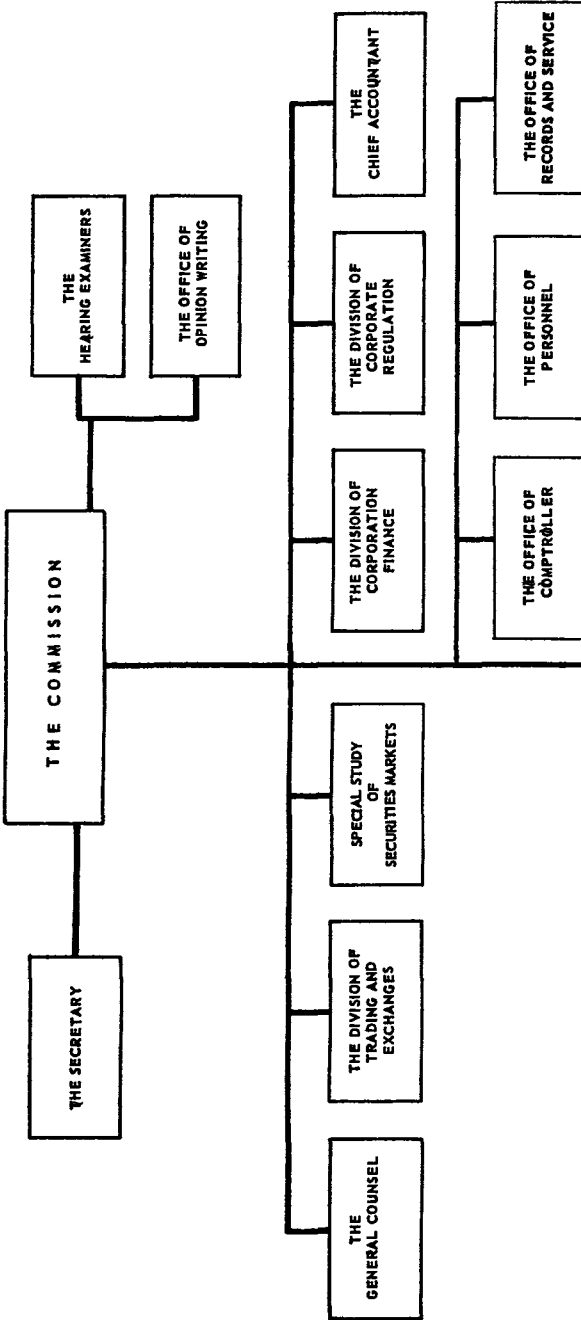 THE COMMISSION
THE SECRETARY
THE
HEARING EXAMINERS
THE OFFICE OF
OPINION WRITING
THE
GENERAL COUNSEL
THE DIVISION OF
TRADING AND
EXCHANGES
SPECIAL STUDY
OF
SECURITIES MARKETS
THE DIVISION OF
CORPORATION
FINANCE
THE DIVISION OF
CORPORATE
REGULATION
THE
CHIEF ACCOUNTANT
THE OFFICE OF
COMPTROLLER
THE OFFICE OF
PERSONNEL
THE OFFICE OF
RECORDS AND SERVICE